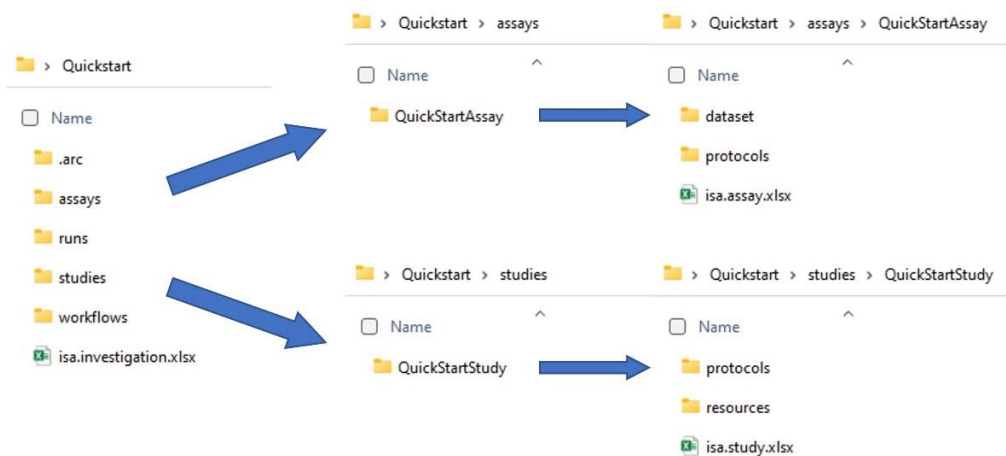 > Quickstart
Name
.arc
assays
runs
studies
workflows
isa.investigation.xlsx
> Quickstart > assays
Name
QuickStartAssay
> Quickstart > assays > QuickStartAssay
Name
dataset
protocols
isa.assay.xlsx
> Quickstart > studies
Name
QuickStartStudy
> Quickstart > studies > QuickStartStudy
Name
protocols
resources
isa.study.xlsx